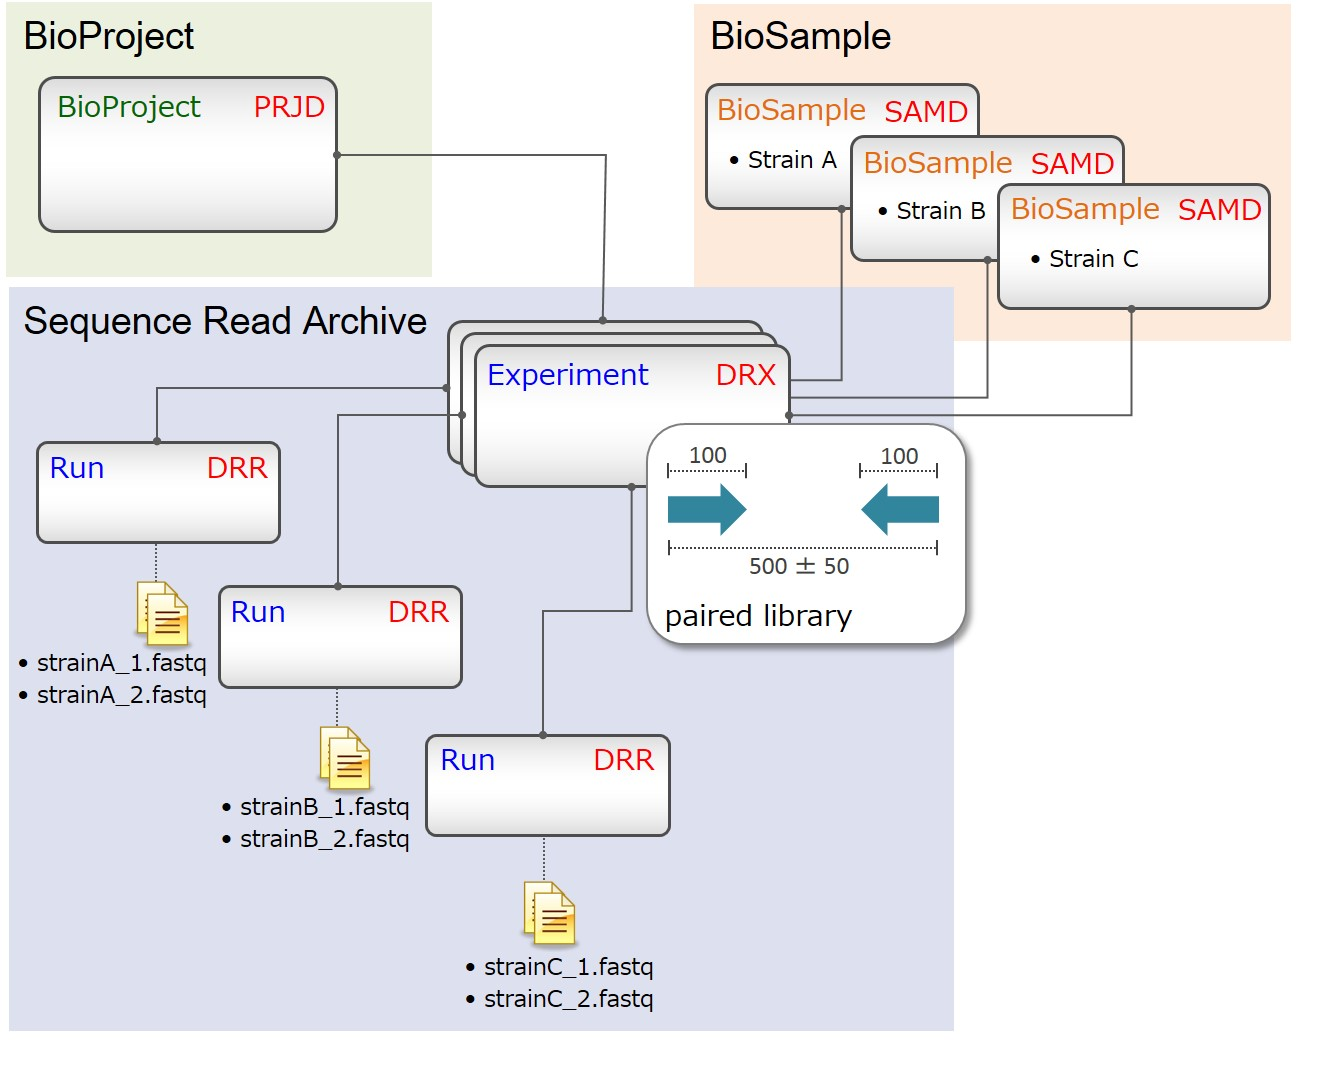 BioProject
BioProject PRJD
BioSample
BioSample SAMD
• Strain A
BioSample SAMD
• Strain B
BioSample SAMD
• Strain C
Sequence Read Archive
Experiment DRX
100 100
500 ± 50
paired library
Run DRR
• strainA_1.fastq
• strainA_2.fastq
Run DRR
• strainB_1.fastq
• strainB_2.fastq
Run DRR
• strainC_1.fastq
• strainC_2.fastq